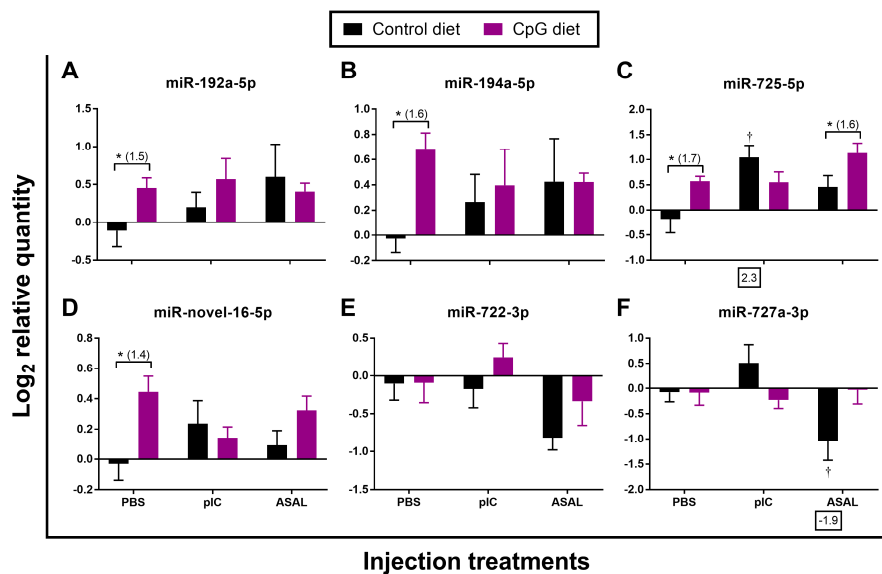 Control diet CpG diet
A
miR-192a-5p
1.5
1.0
0.5
0.0
-0.5
* (1.5)
B
miR-194a-5p
1.0
0.8
0.6
0.4
0.2
0.0
-0.2
* (1.6)
C
miR-725-5p
2.0
1.5
1.0
0.5
0.0
-0.5
-1.0
* (1.7)
†
* (1.6)
2.3
D
miR-novel-16-5p
0.8
0.6
0.4
0.2
0.0
-0.2
* (1.4)
PBS pIC ASAL
E
miR-722-3p
0.5
0.0
-0.5
-1.0
-1.5
PBS pIC ASAL
F
miR-727a-3p
1.0
0.5
0.0
-0.5
-1.0
-1.5
-2.0
†
PBS pIC ASAL
-1.9
Log2 relative quantity
Injection treatments